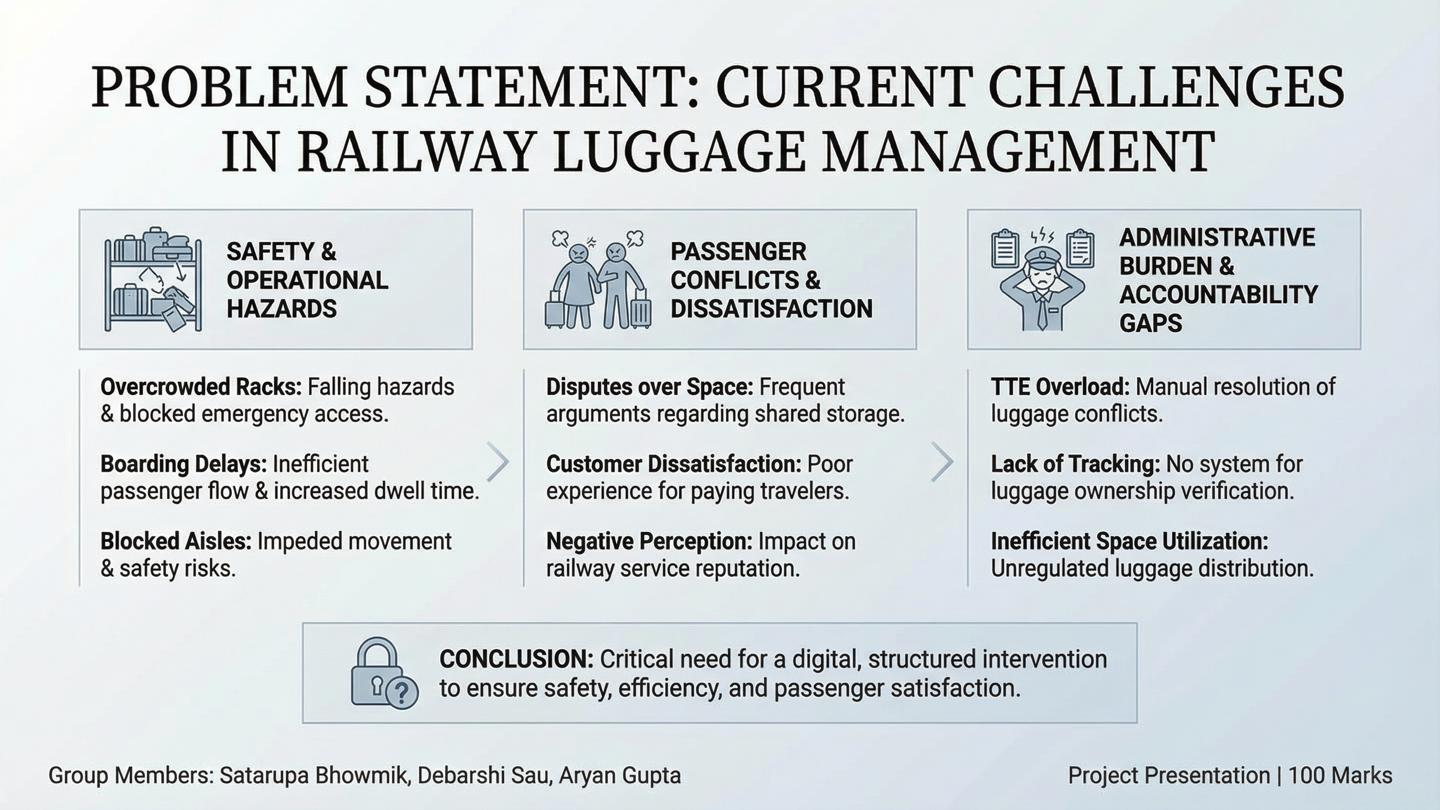 PROBLEM STATEMENT: CURRENT CHALLENGES
IN RAILWAY LUGGAGE MANAGEMENT
SAFETY &
OPERATIONAL
HAZARDS
Overcrowded Racks: Falling hazards
& blocked emergency access.
Boarding Delays: Inefficient
passenger flow & increased dwell time.
Blocked Aisles: Impeded movement
& safety risks.
PASSENGER
CONFLICTS &
DISSATISFACTION
Disputes over Space: Frequent
arguments regarding shared storage.
Customer Dissatisfaction: Poor
experience for paying travelers.
Negative Perception: Impact on
railway service reputation.
ADMINISTRATIVE
BURDEN &
ACCOUNTABILITY
GAPS
TTE Overload: Manual resolution of
luggage conflicts.
Lack of Tracking: No system for
luggage ownership verification.
Inefficient Space Utilization:
Unregulated luggage distribution.
?
CONCLUSION: Critical need for a digital, structured intervention
to ensure safety, efficiency, and passenger satisfaction.
Group Members: Satarupa Bhowmik, Debarshi Sau, Aryan Gupta
Project Presentation | 100 Marks